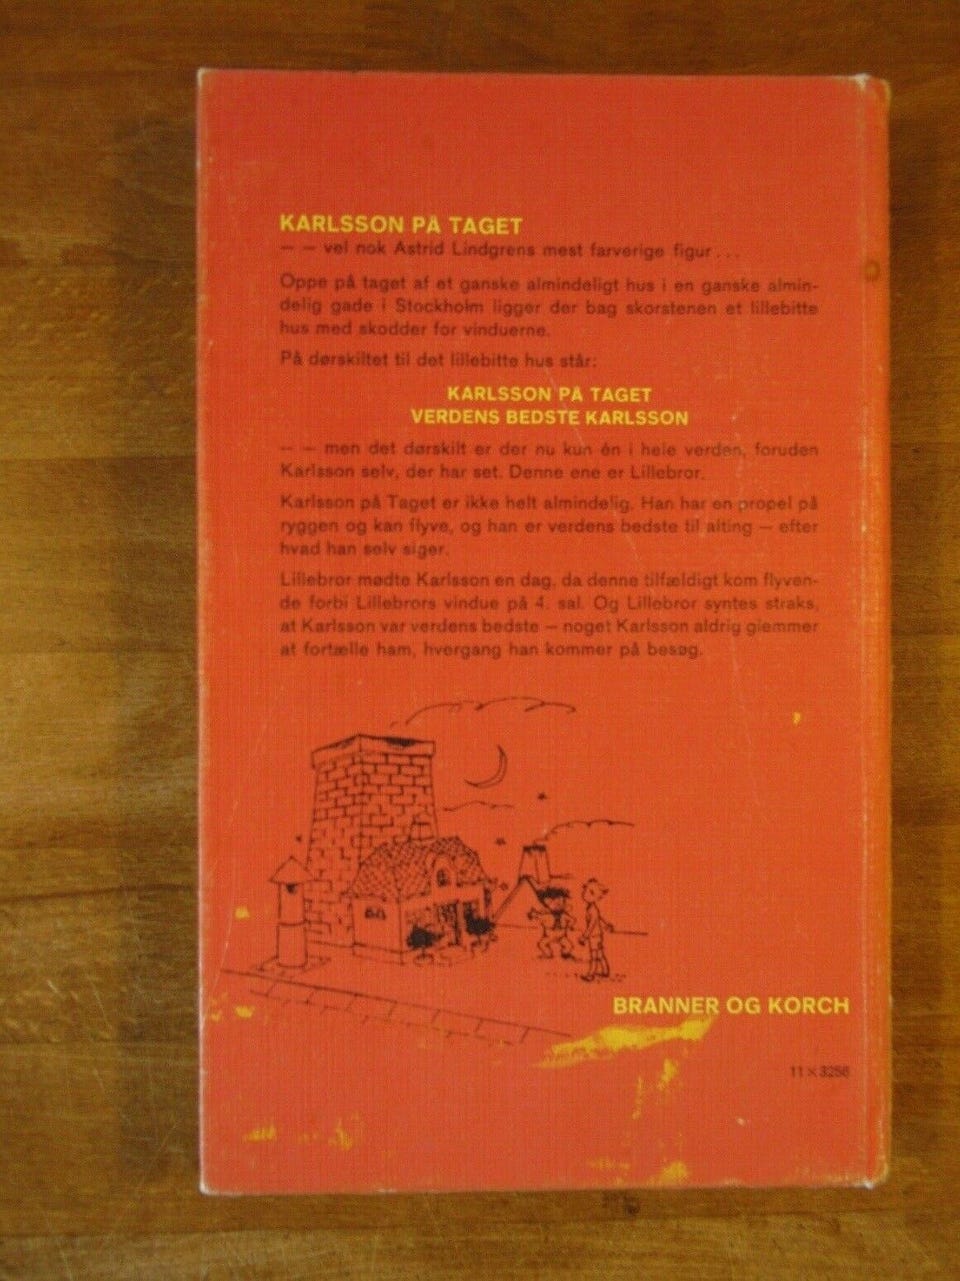 KARLSSON PÅ TAGET
— — vel nok Astrid Lindgrens mest farverige figur...
Oppe på taget af et ganske almindeligt hus i en ganske almin-
delig gade i Stockholm ligger der bag skorstenen et lillebitte
hus med skodder for vinduerne.
På dørskiltet til det lillebitte hus står:
KARLSSON PÅ TAGET
VERDENS BEDSTE KARLSSON
— — men det dørskilt er der nu kun én i hele verden, foruden
Karlsson selv, der har set. Denne ene er Lillebror.
Karlsson på Taget er ikke helt almindelig. Han har en propel på
ryggen og kan flyve, og han er verdens bedste til alting — efter
hvad han selv siger.
Lillebror mødte Karlsson en dag, da denne tilfældigt kom flyven-
de forbi Lillebrors vindue på 4. sal. Og Lillebror syntes straks,
at Karlsson var verdens bedste — noget Karlsson aldrig glemmer
at fortælle ham, hvergang han kommer på besøg.
BRANNER OG KORCH
11 × 3256